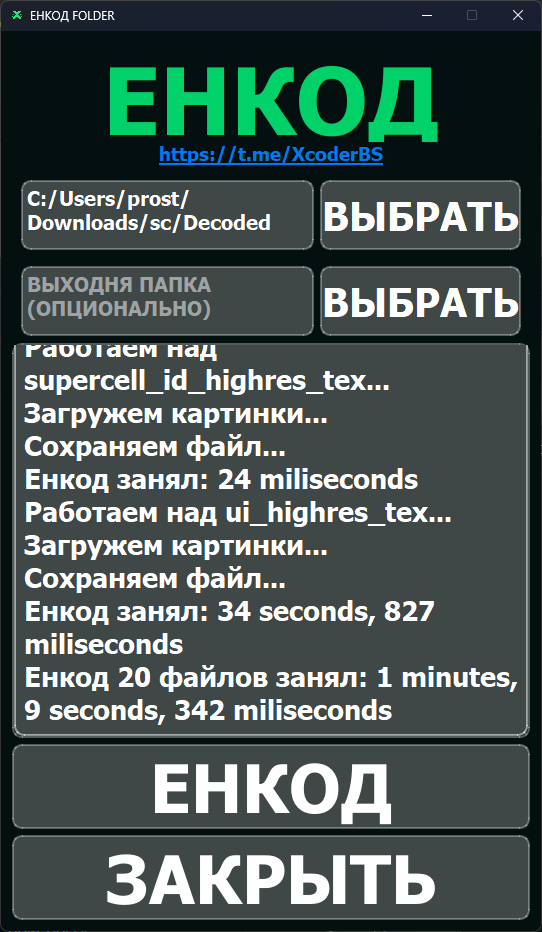 ЕНКОД FOLDER
ЕНКОД
https://t.me/XcoderBS
C:/Users/prost/
Downloads/sc/Decoded
ВЫБРАТЬ
ВЫХОДНЯ ПАПКА
(ОПЦИОНАЛЬНО)
ВЫБРАТЬ
Работаем над
supercell_id_highres_tex...
Загружем картинки...
Сохраняем файл...
Енкод занял: 24 miliseconds
Работаем над ui_highres_tex...
Загружем картинки...
Сохраняем файл...
Енкод занял: 34 seconds, 827
miliseconds
Енкод 20 файлов занял: 1 minutes,
9 seconds, 342 miliseconds
ЕНКОД
ЗАКРЫТЬ